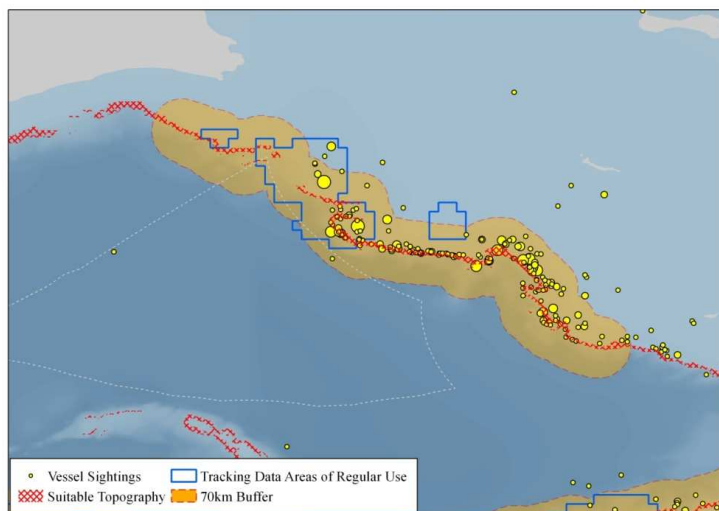 Vessel Sightings
Tracking Data Areas of Regular Use
Suitable Topography
70km Buffer